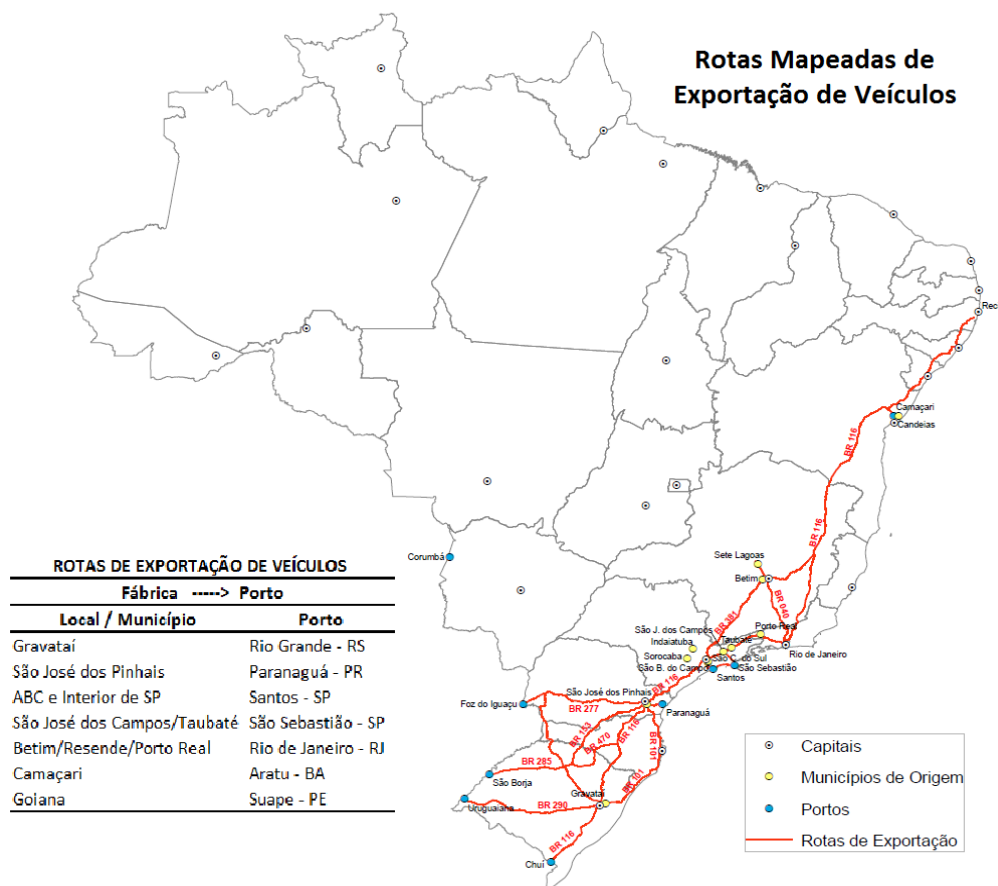 Rotas Mapeadas de
Exportação de Veículos
Rec
Camaçari
Candeias
BR 116
BR 116
Corumbá
Sete Lagoas
Betim
BR 040
BR 381
Porto Real
São J. dos Campos
Taubaté
Indaiatuba
Rio de Janeiro
Sorocaba
São C. do Sul
São B. do Campo
São Sebastião
Santos
BR 116
São José dos Pinhais
Foz do Iguaçu
BR 277
Paranaguá
BR 153
BR 116
BR 470
BR 101
BR 285
São Borja
BR 101
Gravataí
Uruguaiana
BR 290
BR 116
Chuí
ROTAS DE EXPORTAÇÃO DE VEÍCULOS
Fábrica -----> Porto
Local / Município Porto
Gravataí Rio Grande - RS
São José dos Pinhais Paranaguá - PR
ABC e Interior de SP Santos - SP
São José dos Campos/Taubaté São Sebastião - SP
Betim/Resende/Porto Real Rio de Janeiro - RJ
Camaçari Aratu - BA
Goiana Suape - PE
Capitais
Municípios de Origem
Portos
Rotas de Exportação